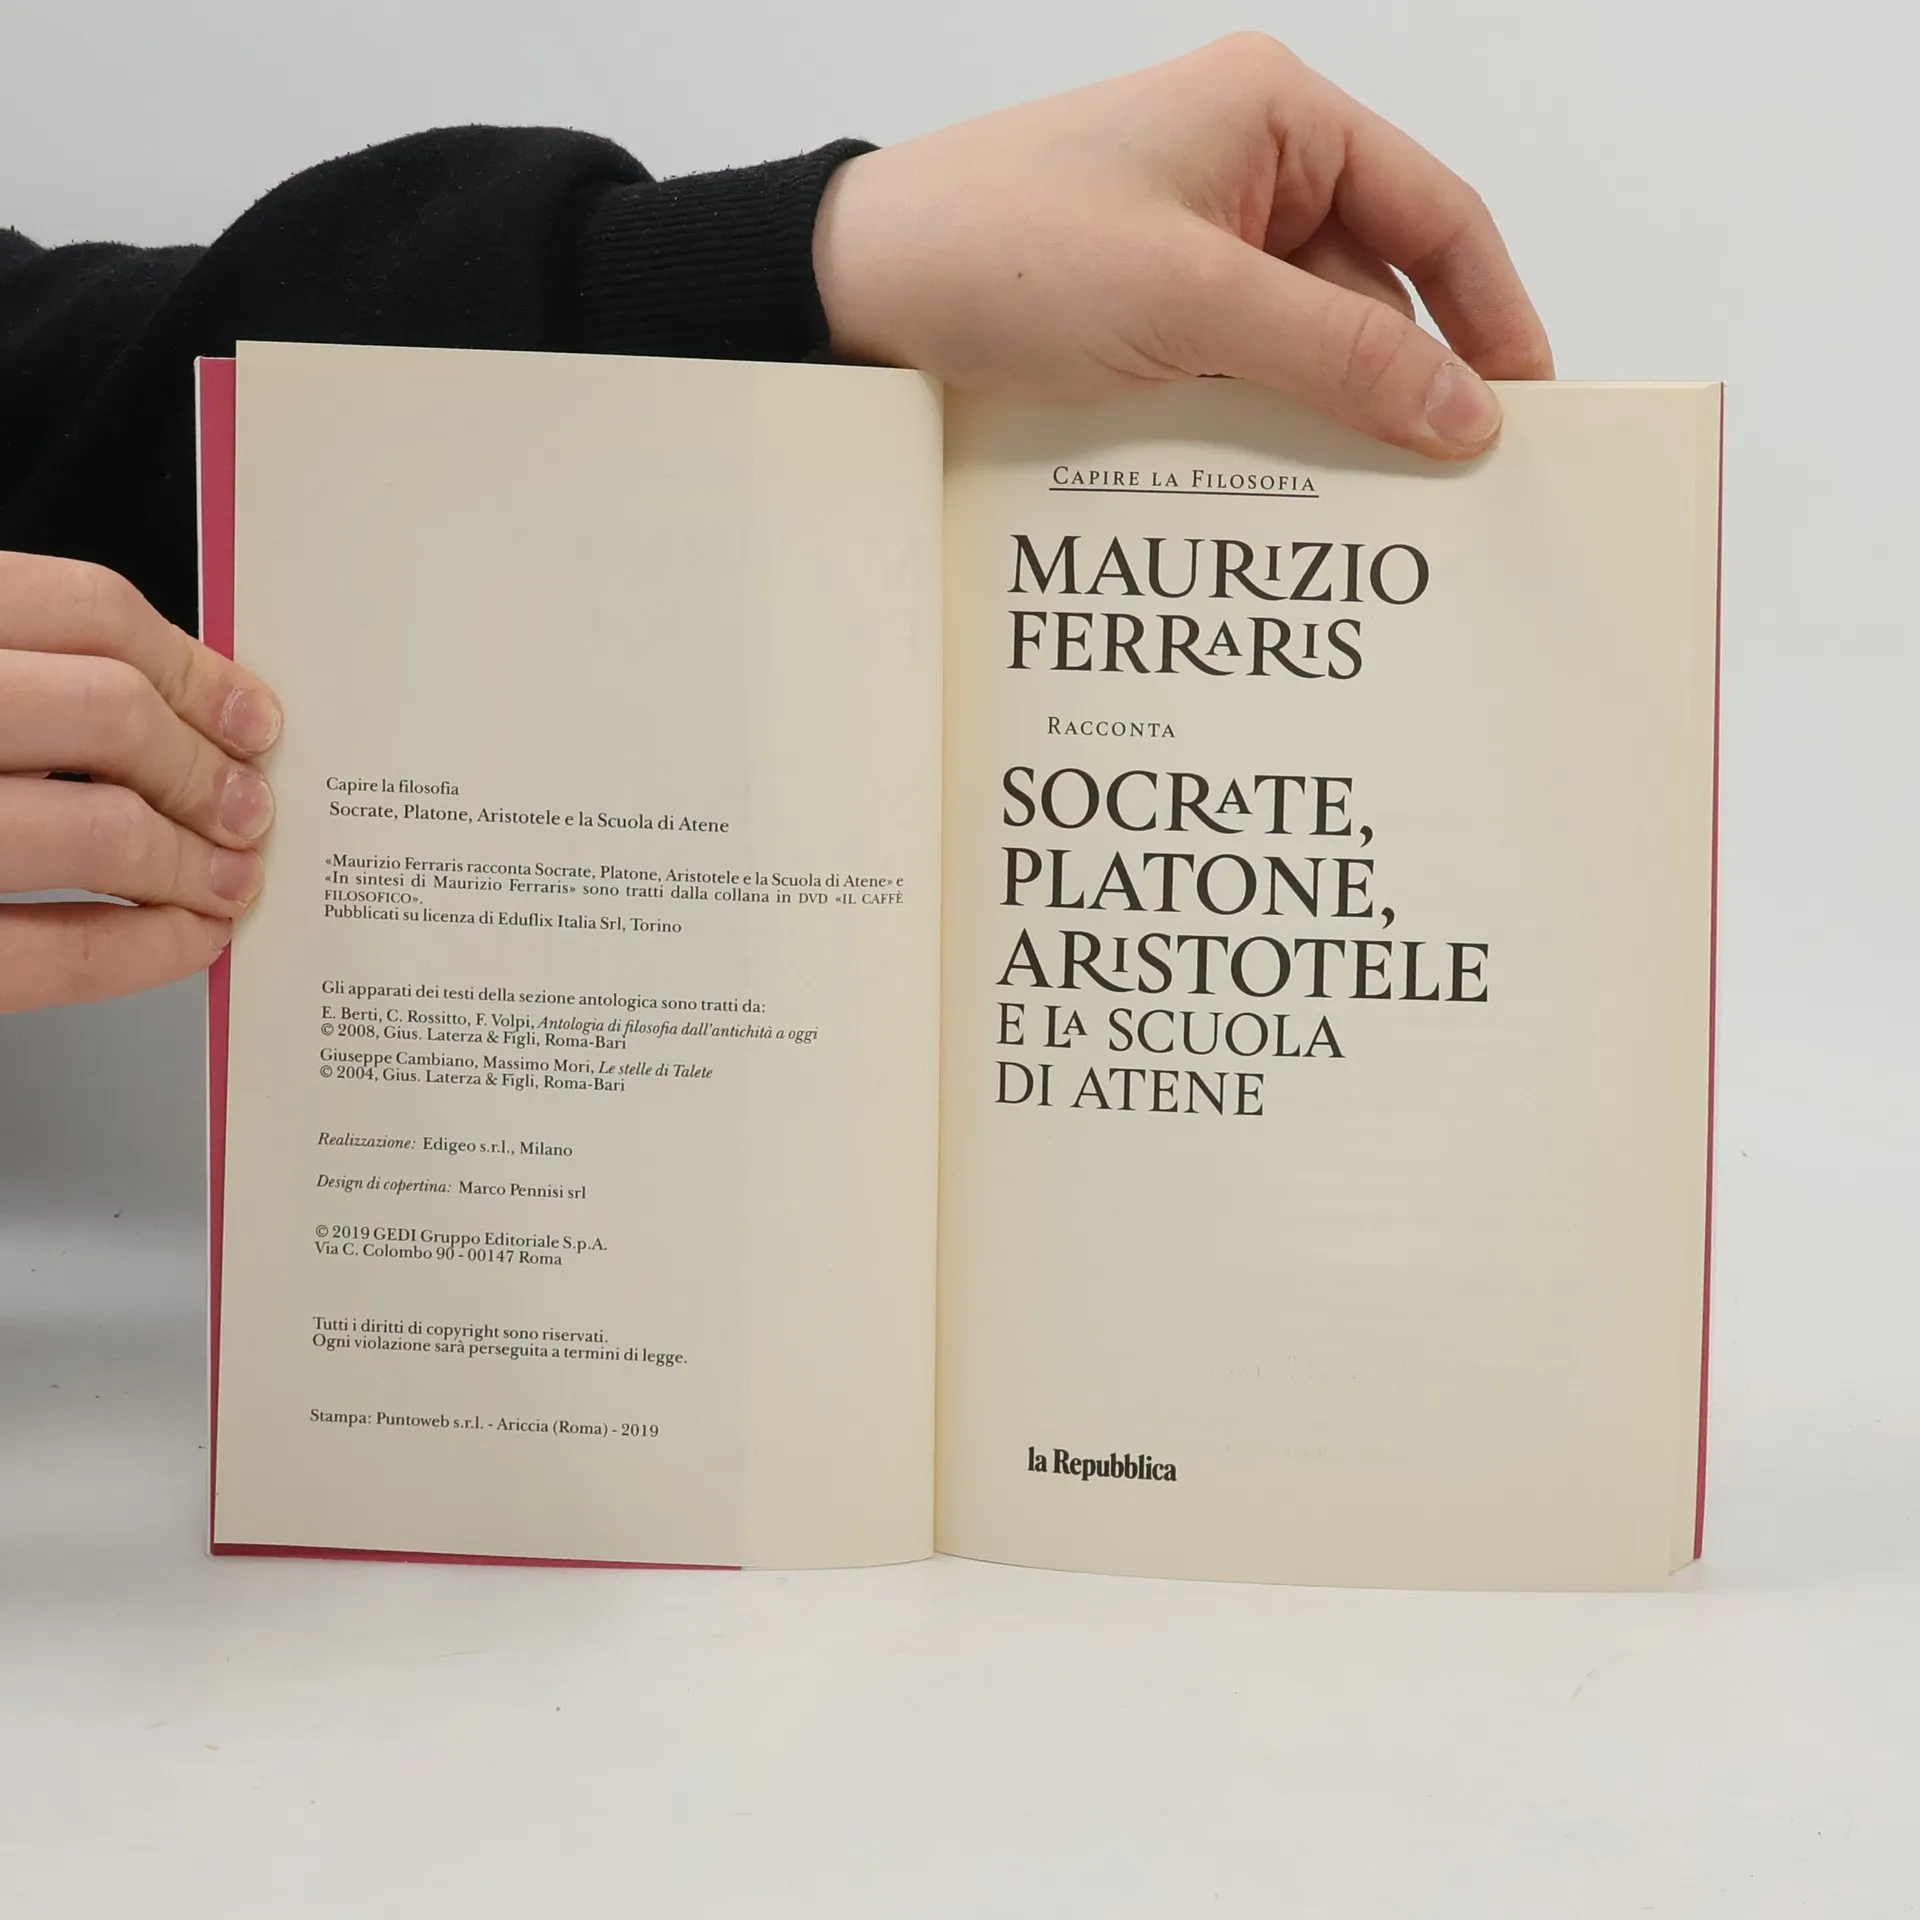 Capire la filosofia
Socrate, Platone, Aristotele e la Scuola di Atene
«Maurizio Ferraris racconta Socrate, Platone, Aristotele e la Scuola di Atene» e
«In sintesi di Maurizio Ferraris» sono tratti dalla collana in DVD «IL CAFFÈ
FILOSOFICO».
Pubblicati su licenza di Eduflix Italia Srl, Torino
Gli apparati dei testi della sezione antologica sono tratti da:
E. Berti, C. Rossitto, F. Volpi, Antologia di filosofia dall'antichità a oggi
© 2008, Gius. Laterza & Figli, Roma-Bari
Giuseppe Cambiano, Massimo Mori, Le stelle di Talete
© 2004, Gius. Laterza & Figli, Roma-Bari
Realizzazione: Edigeo s.r.l., Milano
Design di copertina: Marco Pennisi srl
© 2019 GEDI Gruppo Editoriale S.p.A.
Via C. Colombo 90 - 00147 Roma
Tutti i diritti di copyright sono riservati.
Ogni violazione sarà perseguita a termini di legge.
Stampa: Puntoweb s.r.l. - Ariccia (Roma) - 2019
CAPIRE LA FILOSOFIA
MAURIZIO
FERRARIS
RACCONTA
SOCRATE,
PLATONE,
ARISTOTELE
E LA SCUOLA
DI ATENE
la Repubblica